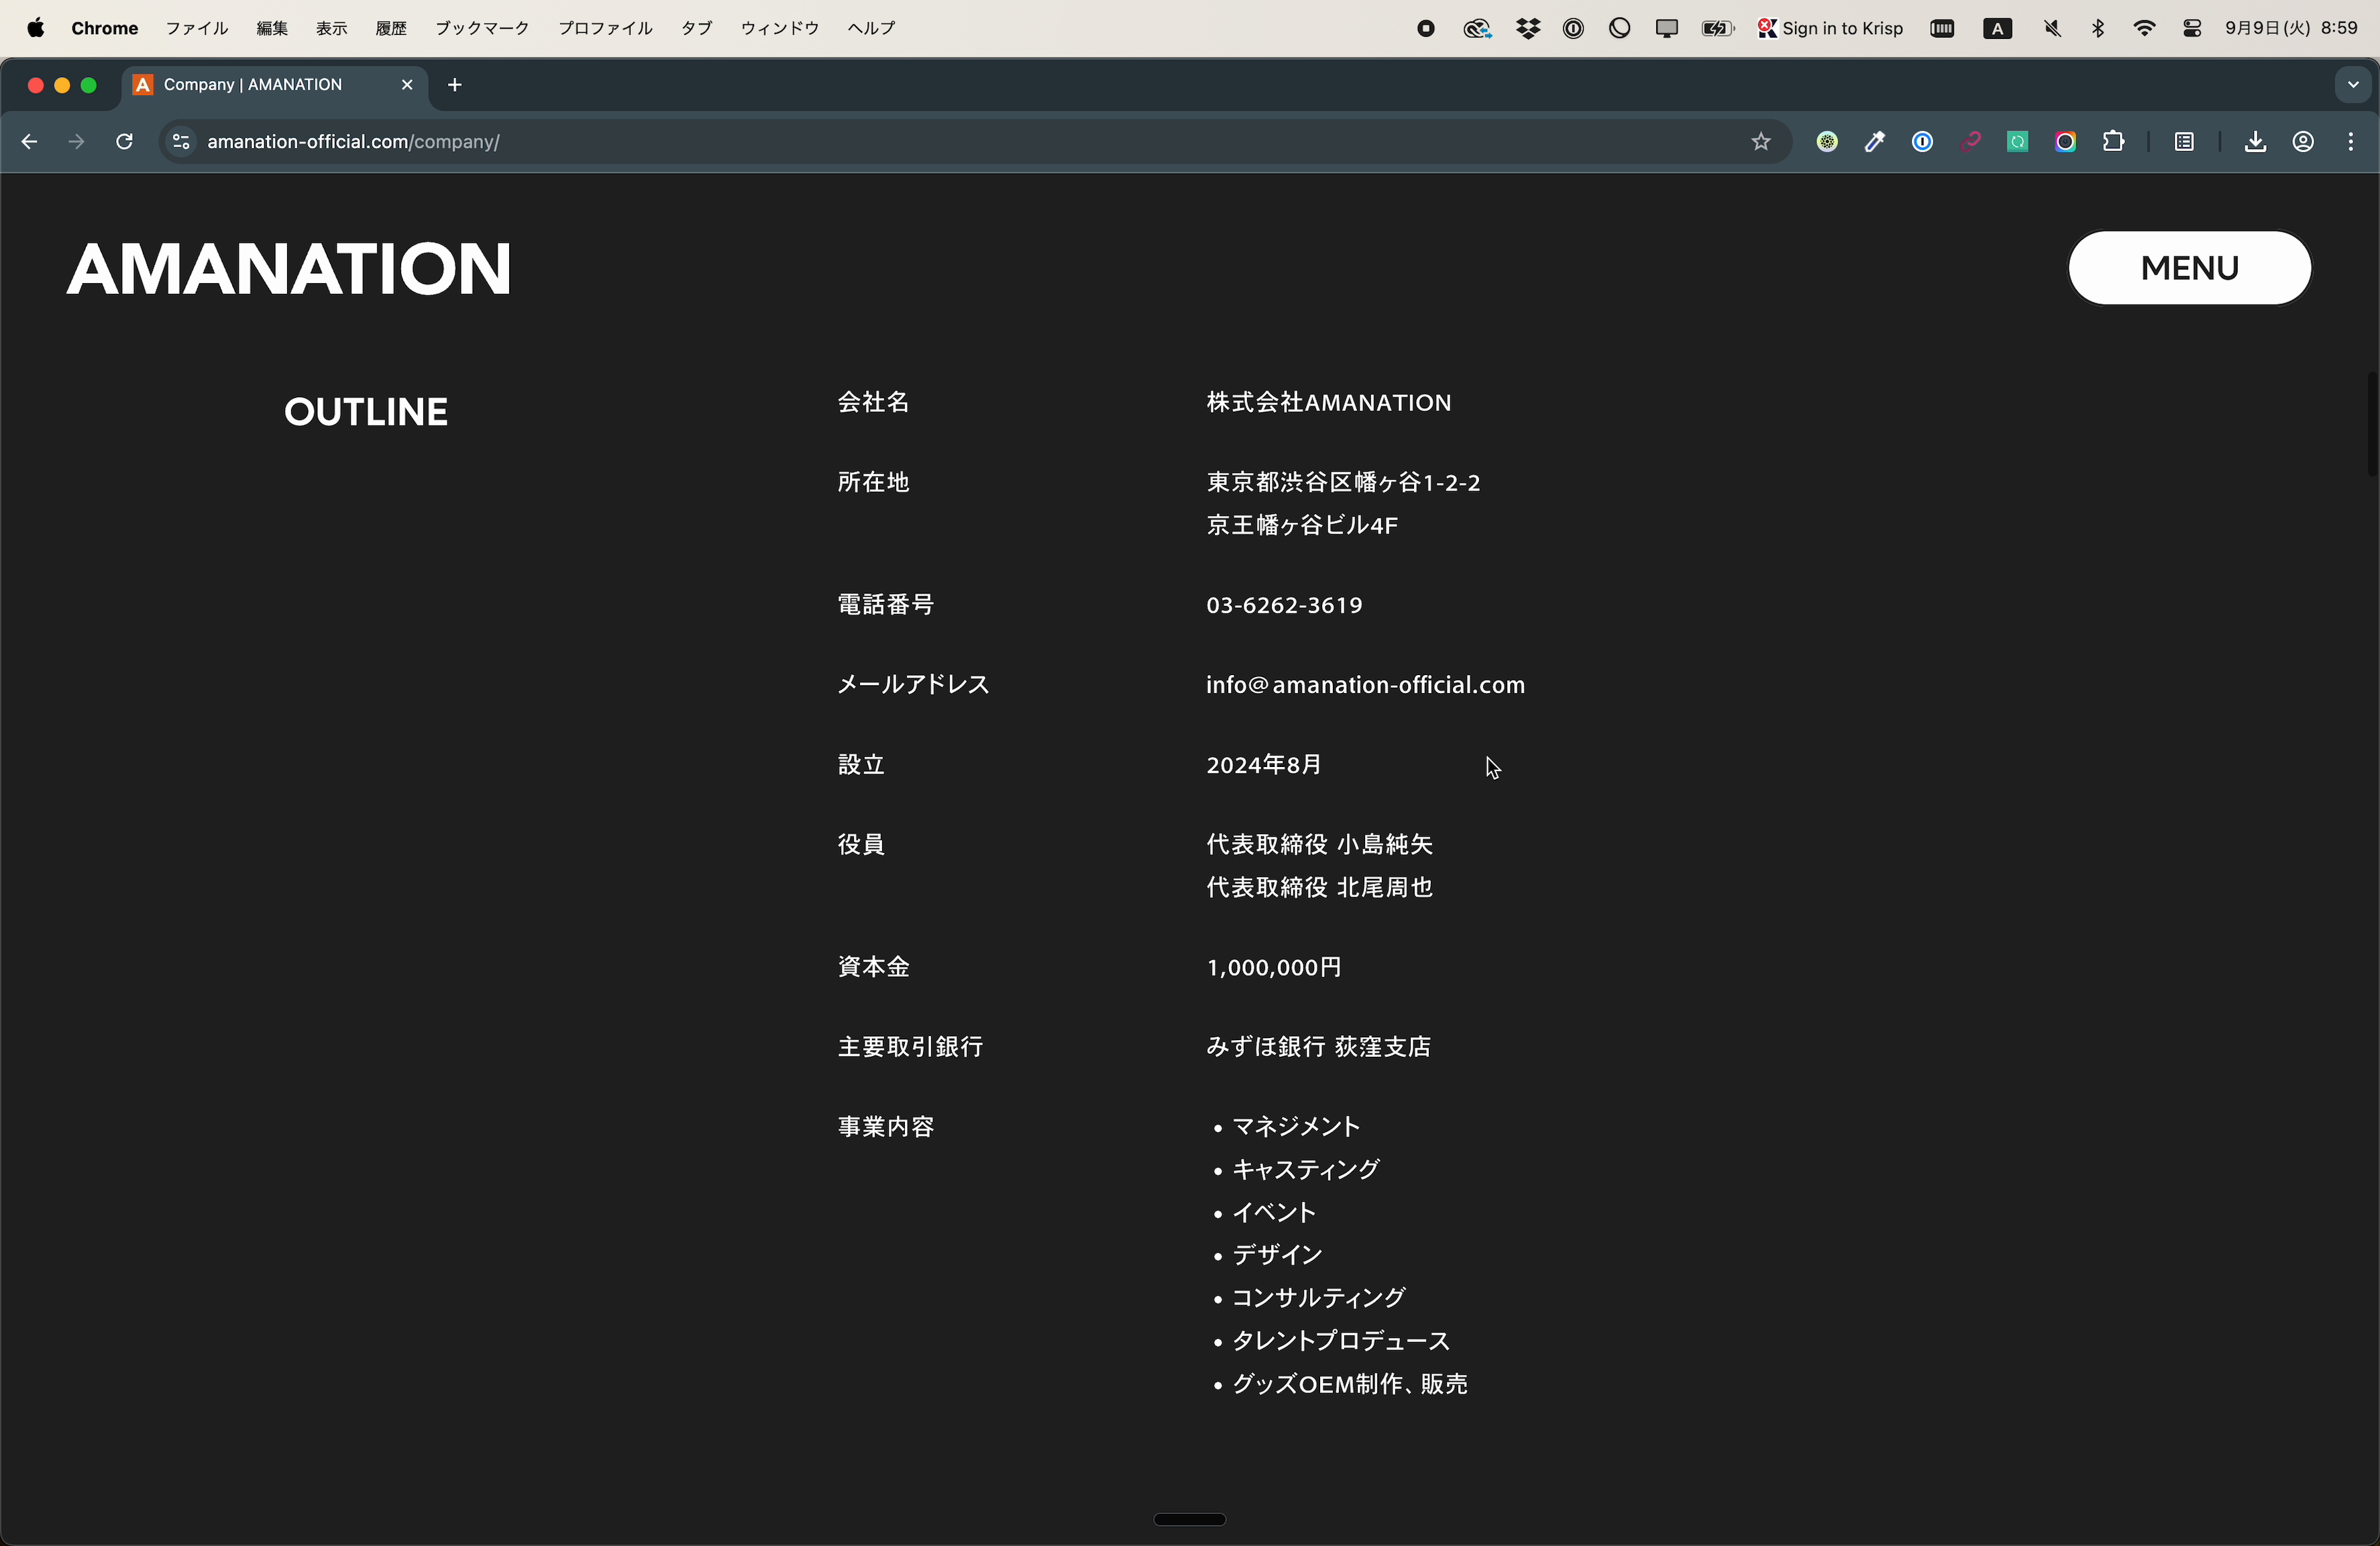 Chrome ファイル 編集 表示 履歴 ブックマーク プロファイル タブ ウィンドウ ヘルプ Sign in to Krisp A 9月9日(火) 8:59
A Company | AMANATION
amanation-official.com/company/
AMANATION
MENU
OUTLINE
会社名 株式会社AMANATION
所在地 東京都渋谷区幡ヶ谷1-2-2
京王幡ヶ谷ビル4F
電話番号 03-6262-3619
メールアドレス info@amanation-official.com
設立 2024年8月
役員 代表取締役 小島純矢
代表取締役 北尾周也
資本金 1,000,000円
主要取引銀行 みずほ銀行 荻窪支店
事業内容 • マネジメント
• キャスティング
• イベント
• デザイン
• コンサルティング
• タレントプロデュース
• グッズOEM制作、販売